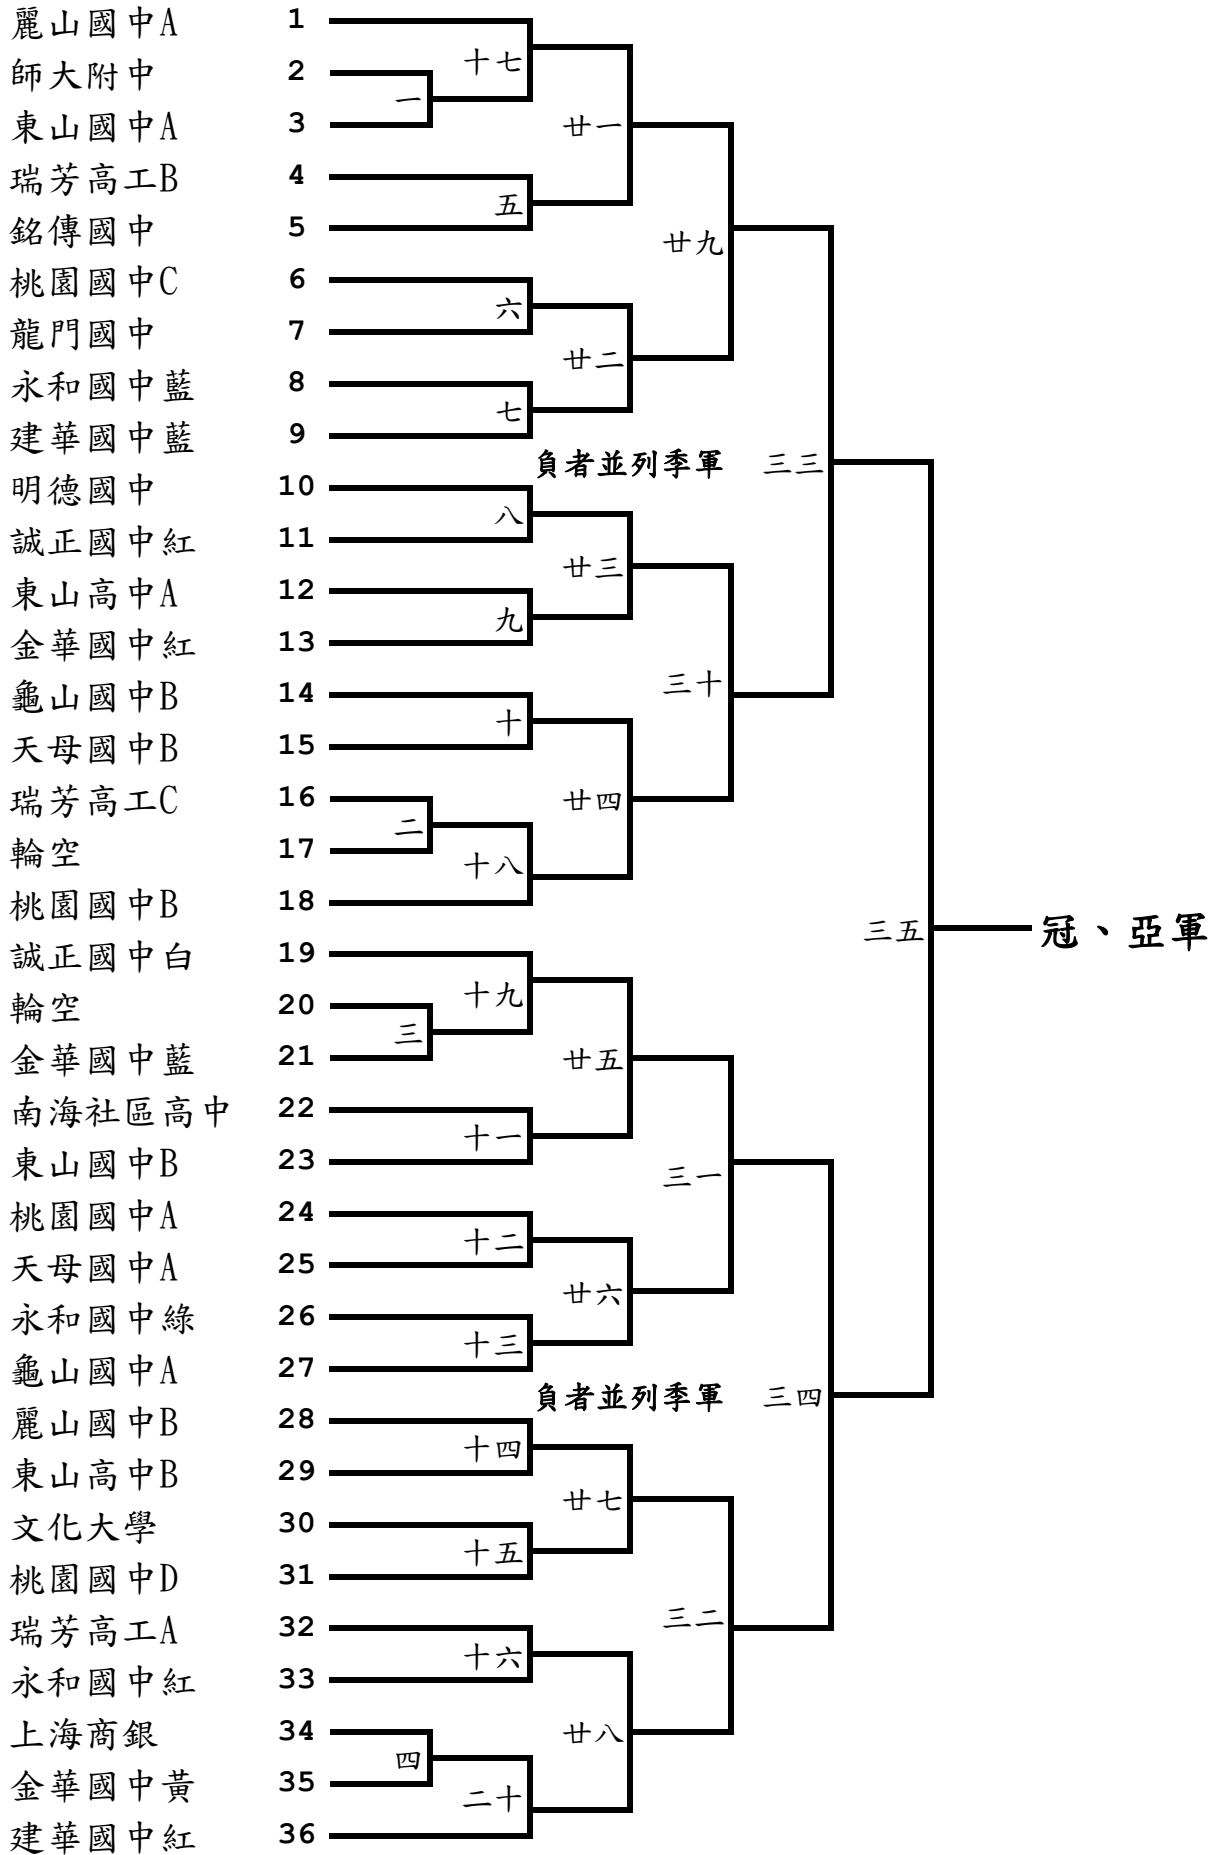 麗山國中A 1
十七
師大附中 2
一
東山國中A 3
廿一
瑞芳高工B 4
五
銘傳國中 5
廿九
桃園國中C 6
六
龍門國中 7
廿二
永和國中藍 8
七
建華國中藍 9
負者並列季軍 三三
明德國中 10
八
誠正國中紅 11
廿三
東山高中A 12
九
金華國中紅 13
三十
龜山國中B 14
十
天母國中B 15
瑞芳高工C 16
廿四
二
輪空 17
十八
桃園國中B 18
三五 冠、亞軍
誠正國中白 19
十九
輪空 20
三
金華國中藍 21
廿五
南海社區高中 22
十一
東山國中B 23
三一
桃園國中A 24
十二
天母國中A 25
廿六
永和國中綠 26
十三
龜山國中A 27
負者並列季軍 三四
麗山國中B 28
十四
東山高中B 29
廿七
文化大學 30
十五
桃園國中D 31
三二
瑞芳高工A 32
十六
永和國中紅 33
上海商銀 34
廿八
四
金華國中黃 35
二十
建華國中紅 36